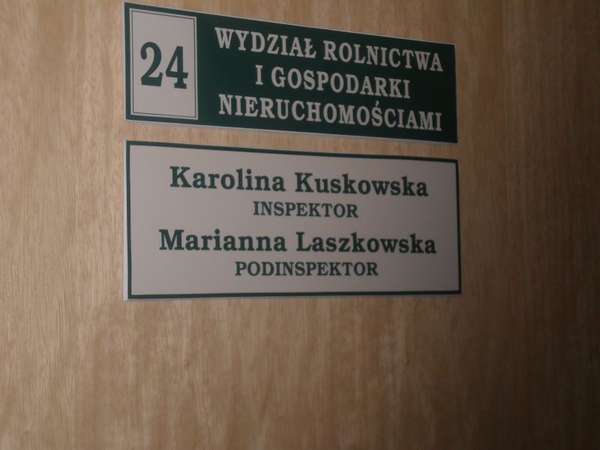 24
WYDZIAŁ ROLNICTWA
I GOSPODARKI
NIERUCHOMOŚCIAMI
Karolina Kuskowska
INSPEKTOR
Marianna Laszkowska
PODINSPEKTOR